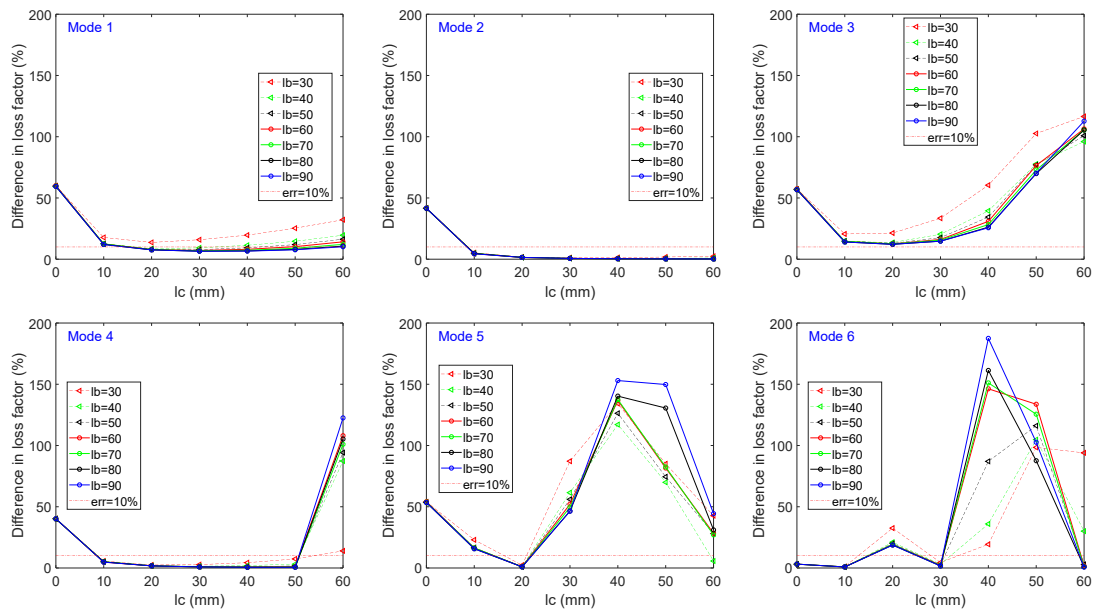 Mode 1
Difference in loss factor (%)
200
150
100
50
0
lb=30
lb=40
lb=50
lb=60
lb=70
lb=80
lb=90
err=10%
0 10 20 30 40 50 60
lc (mm)
Mode 2
Difference in loss factor (%)
200
150
100
50
0
lb=30
lb=40
lb=50
lb=60
lb=70
lb=80
lb=90
err=10%
0 10 20 30 40 50 60
lc (mm)
Mode 3
Difference in loss factor (%)
200
150
100
50
0
lb=30
lb=40
lb=50
lb=60
lb=70
lb=80
lb=90
err=10%
0 10 20 30 40 50 60
lc (mm)
Mode 4
Difference in loss factor (%)
200
150
100
50
0
lb=30
lb=40
lb=50
lb=60
lb=70
lb=80
lb=90
err=10%
0 10 20 30 40 50 60
lc (mm)
Mode 5
Difference in loss factor (%)
200
150
100
50
0
lb=30
lb=40
lb=50
lb=60
lb=70
lb=80
lb=90
err=10%
0 10 20 30 40 50 60
lc (mm)
Mode 6
Difference in loss factor (%)
200
150
100
50
0
lb=30
lb=40
lb=50
lb=60
lb=70
lb=80
lb=90
err=10%
0 10 20 30 40 50 60
lc (mm)